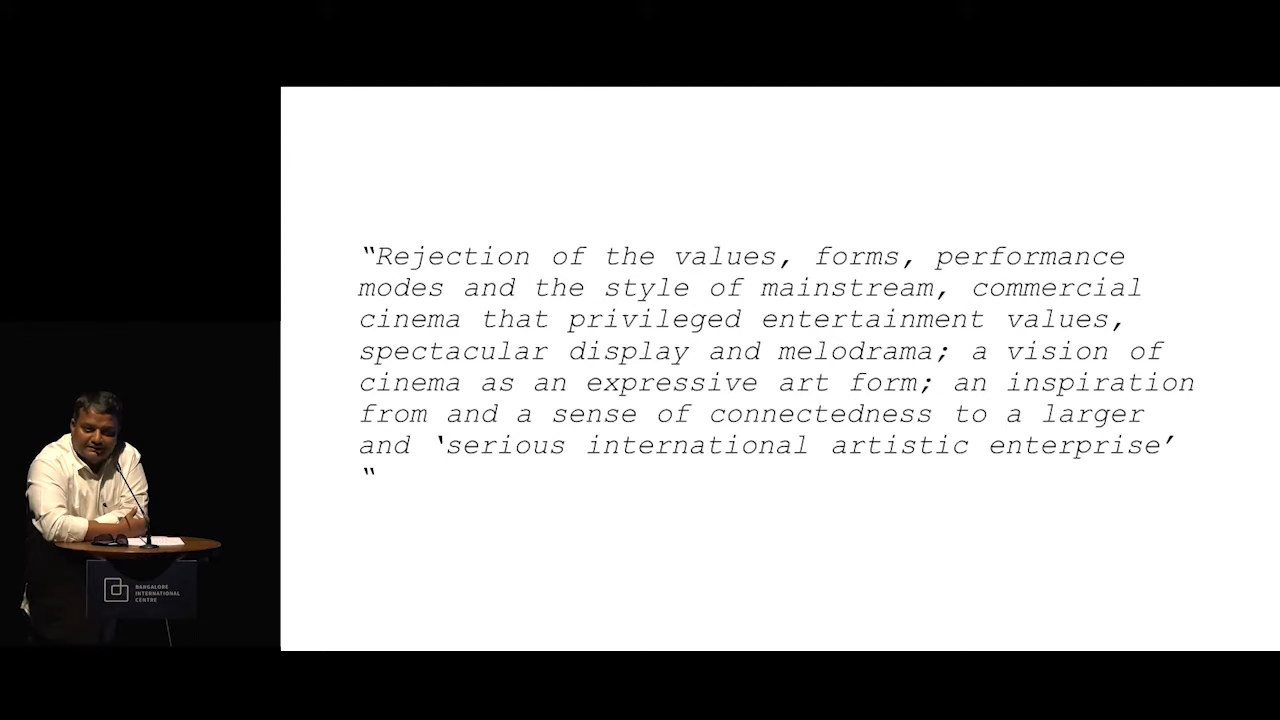 “Rejection of the values, forms, performance
modes and the style of mainstream, commercial
cinema that privileged entertainment values,
spectacular display and melodrama; a vision of
cinema as an expressive art form; an inspiration
from and a sense of connectedness to a larger
and ‘serious international artistic enterprise’
“
BANGALORE
INTERNATIONAL
CENTRE